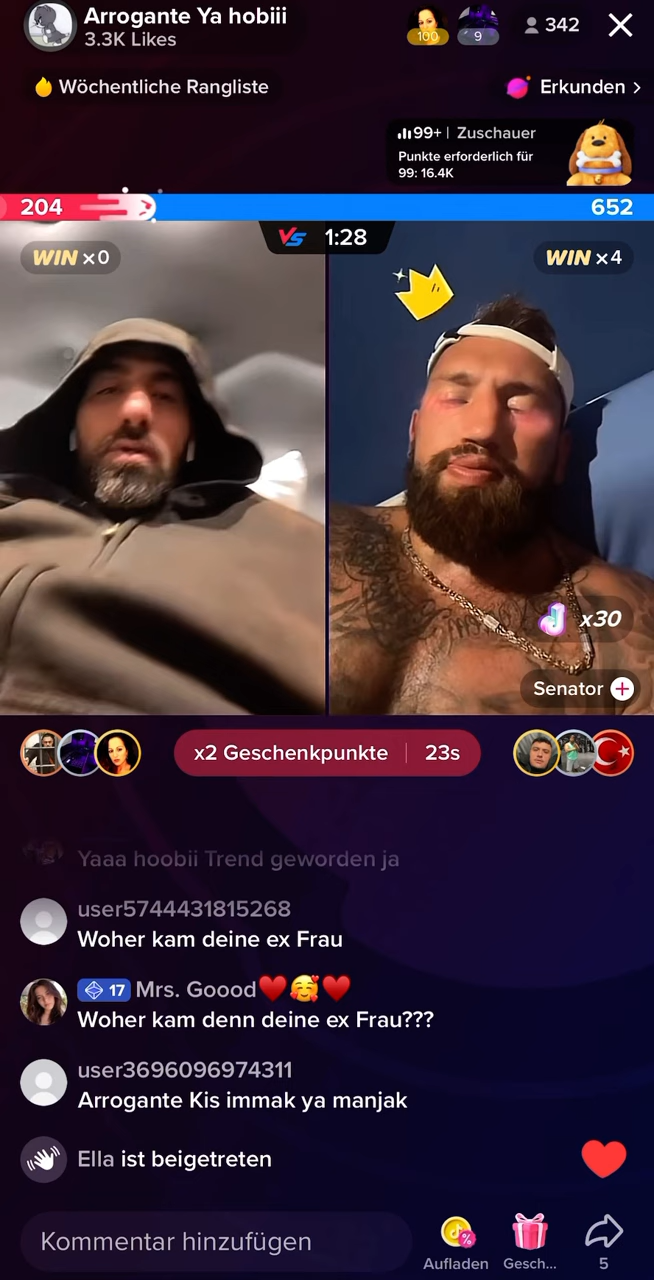 Arrogante Ya hobiii
3.3K Likes
100
9
342
Wöchentliche Rangliste
Erkunden
99+ | Zuschauer
Punkte erforderlich für
99: 16.4K
204
652
VS 1:28
WIN x0
WIN x4
x30
Senator
x2 Geschenkpunkte | 23s
Yaaa hoobii Trend geworden ja
user5744431815268
Woher kam deine ex Frau
17 Mrs. Goood♥️🥰♥️
Woher kam denn deine ex Frau???
user3696096974311
Arrogante Kis immak ya manjak
Ella ist beigetreten
Kommentar hinzufügen
Aufladen
Gesch...
5